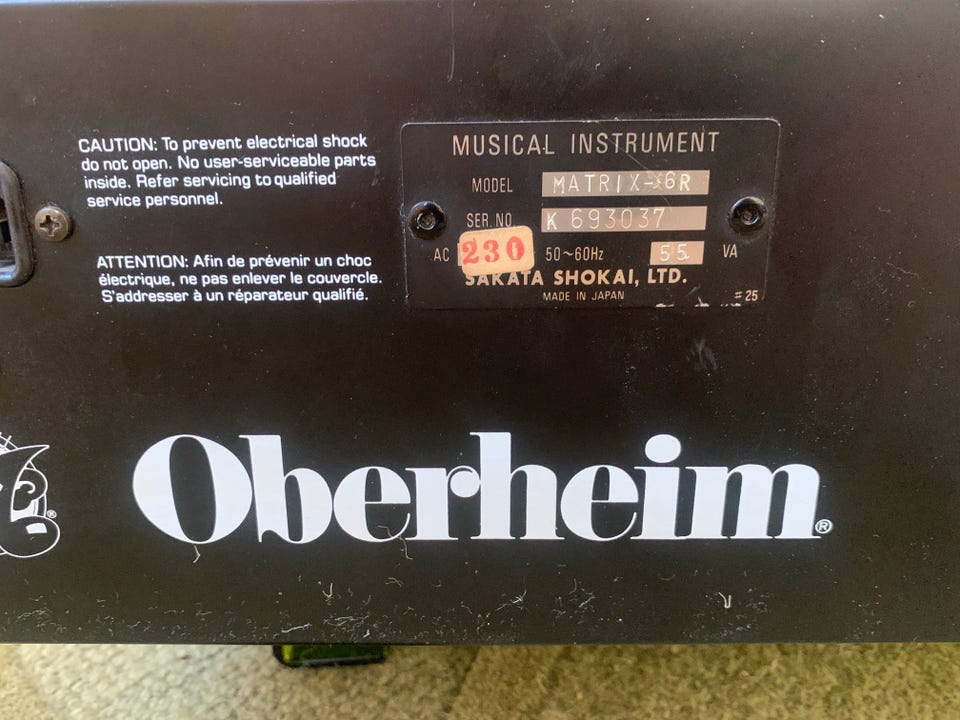 CAUTION: To prevent electrical shock
do not open. No user-serviceable parts
inside. Refer servicing to qualified
service personnel.
ATTENTION: Afin de prévenir un choc
électrique, ne pas enlever le couvercle.
S'addresser à un réparateur qualifié.
MUSICAL INSTRUMENT
MODEL MATRIX-6R
SER. NO K 693037
AC 230 50~60Hz 55 VA
SAKATA SHOKAI, LTD.
MADE IN JAPAN
#25
Oberheim®
®